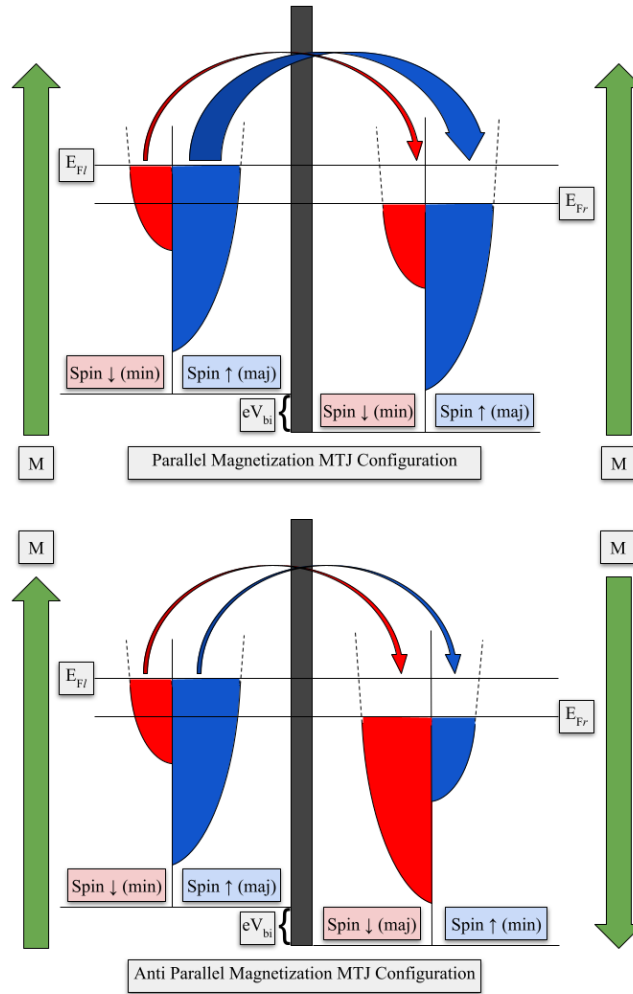 E_Fl
E_Fr
Spin ↓ (min)
Spin ↑ (maj)
eV_bi
{
Spin ↓ (min)
Spin ↑ (maj)
M
Parallel Magnetization MTJ Configuration
M
M
M
E_Fl
E_Fr
Spin ↓ (min)
Spin ↑ (maj)
eV_bi
{
Spin ↓ (maj)
Spin ↑ (min)
Anti Parallel Magnetization MTJ Configuration